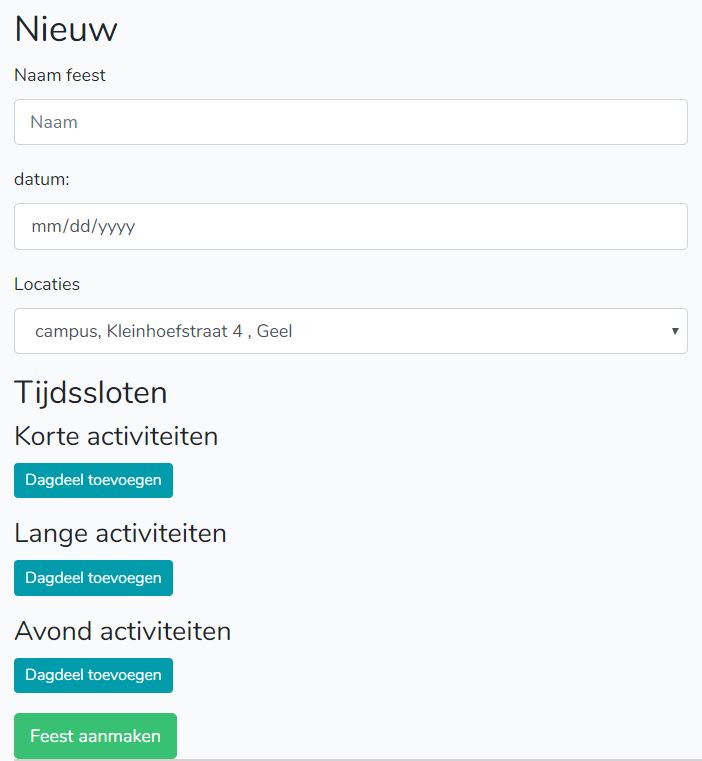 Nieuw
Naam feest
Naam
datum:
mm/dd/yyyy
Locaties
campus, Kleinhoefstraat 4 , Geel
Tijdssloten
Korte activiteiten
Dagdeel toevoegen
Lange activiteiten
Dagdeel toevoegen
Avond activiteiten
Dagdeel toevoegen
Feest aanmaken